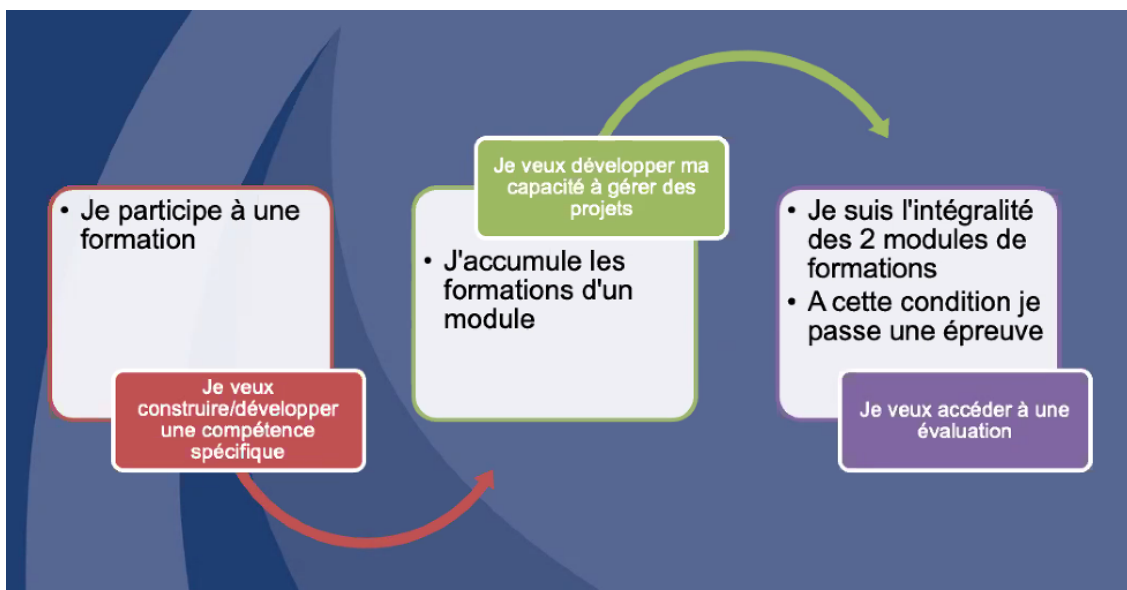 • Je participe à une
formation
Je veux
construire/développer
une compétence
spécifique
Je veux développer ma
capacité à gérer des
projets
• J'accumule les
formations d'un
module
• Je suis l'intégralité
des 2 modules de
formations
• A cette condition je
passe une épreuve
Je veux accéder à une
évaluation